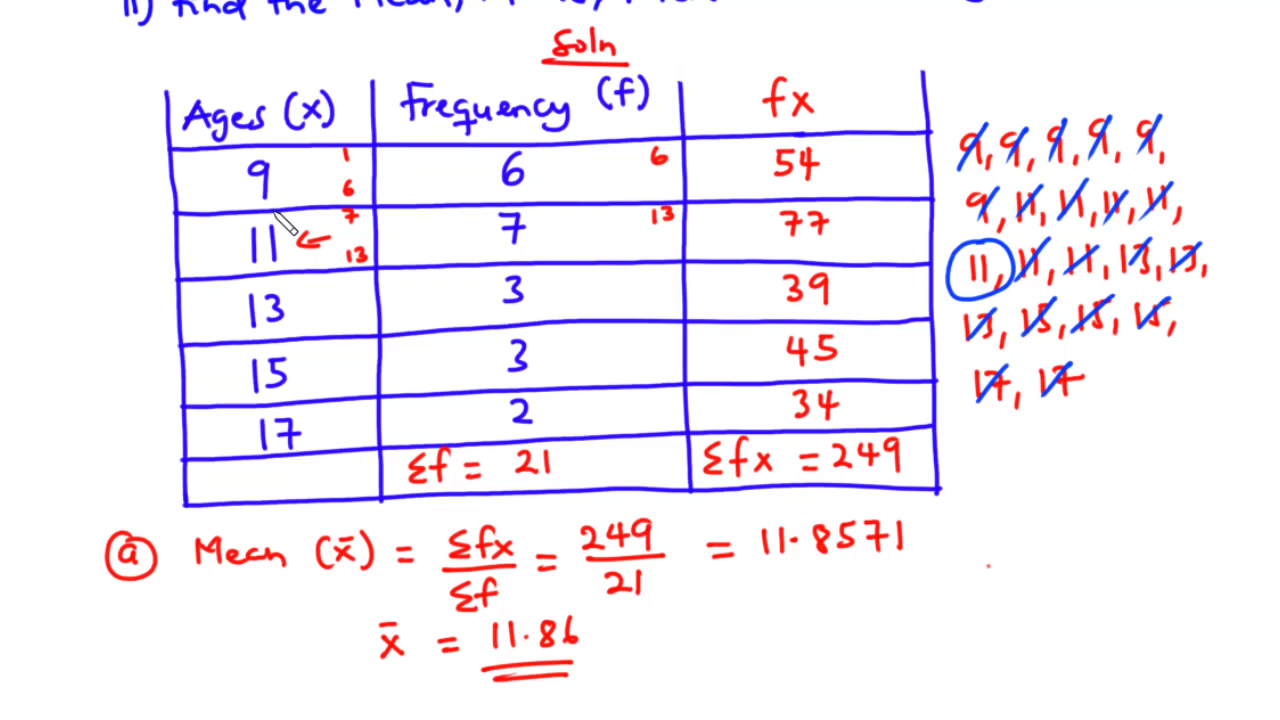 Soln
Ages (x) Frequency (f) fx
9 1 6 6 6 54
11 7 13 7 13 77
13 3 39
15 3 45
17 2 34
Σf = 21 Σfx = 249
9, 9, 9, 9, 9,
9, 11, 11, 11, 11,
11, 11, 11, 13, 13,
13, 15, 15, 15,
17, 17
ⓐ Mean (x̄) = Σfx / Σf = 249 / 21 = 11.8571
x̄ = 11.86